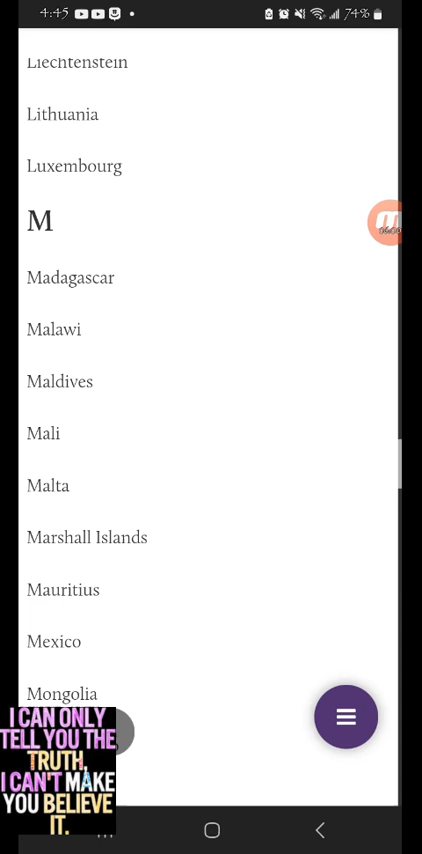 4:45
74%
Liechtenstein
Lithuania
Luxembourg
M
Madagascar
Malawi
Maldives
Mali
Malta
Marshall Islands
Mauritius
Mexico
Mongolia
I CAN ONLY
TELL YOU THE
TRUTH,
I CAN'T MAKE
YOU BELIEVE
IT.